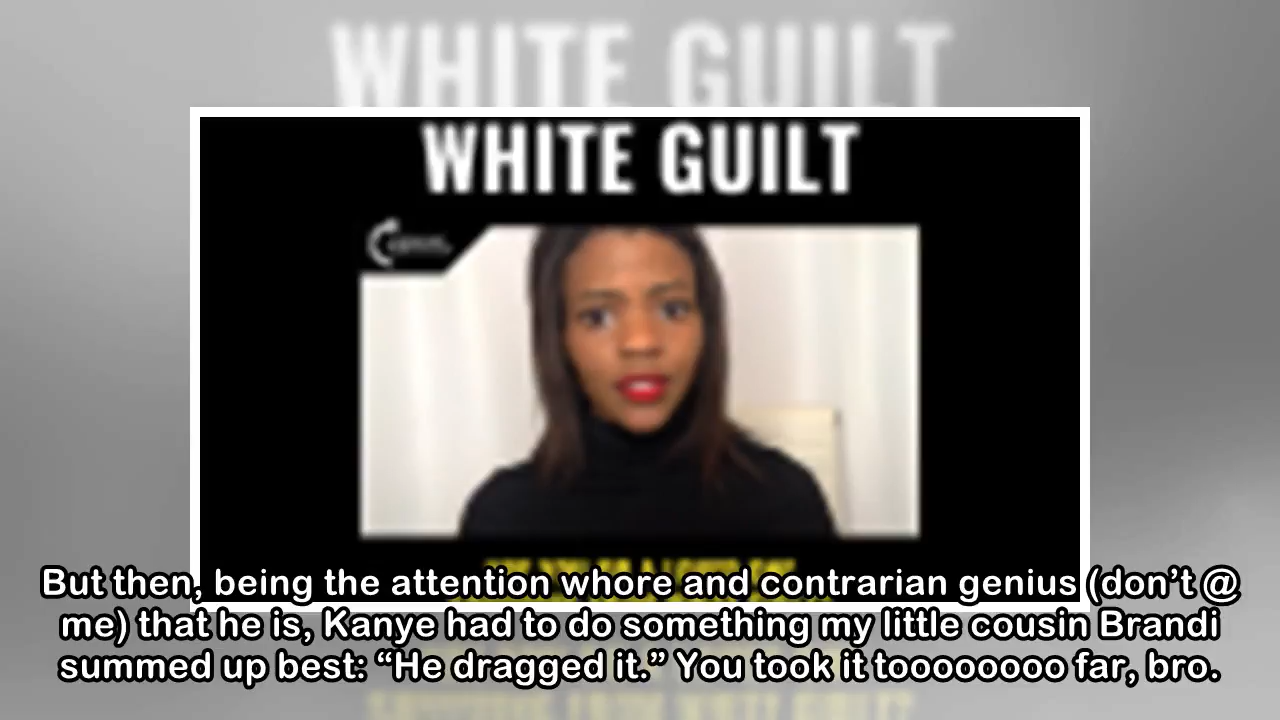 WHITE GUILT
WHITE GUILT
But then, being the attention whore and contrarian genius (don’t @
me) that he is, Kanye had to do something my little cousin Brandi
summed up best: “He dragged it.” You took it toooooooo far, bro.